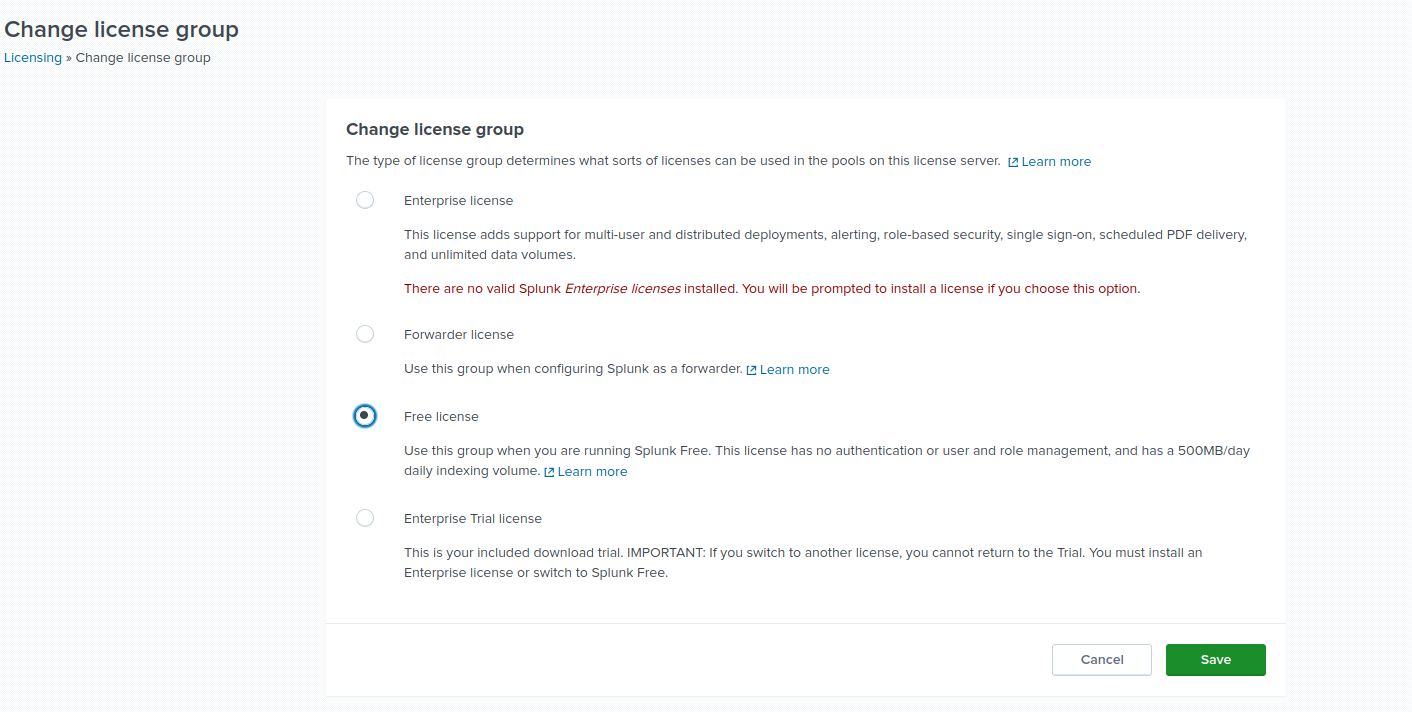 Change license group
Licensing » Change license group
Change license group
The type of license group determines what sorts of licenses can be used in the pools on this license server. Learn more
Enterprise license
This license adds support for multi-user and distributed deployments, alerting, role-based security, single sign-on, scheduled PDF delivery,
and unlimited data volumes.
There are no valid Splunk Enterprise licenses installed. You will be prompted to install a license if you choose this option.
Forwarder license
Use this group when configuring Splunk as a forwarder. Learn more
Free license
Use this group when you are running Splunk Free. This license has no authentication or user and role management, and has a 500MB/day
daily indexing volume. Learn more
Enterprise Trial license
This is your included download trial. IMPORTANT: If you switch to another license, you cannot return to the Trial. You must install an
Enterprise license or switch to Splunk Free.
Cancel Save